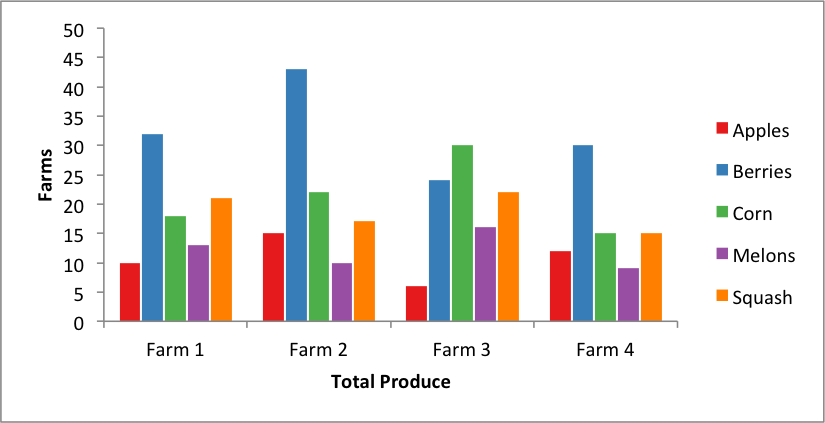 50
45
40
35
30
25
20
15
10
5
0
Farms
Farm 1 Farm 2 Farm 3 Farm 4
Total Produce
Apples
Berries
Corn
Melons
Squash